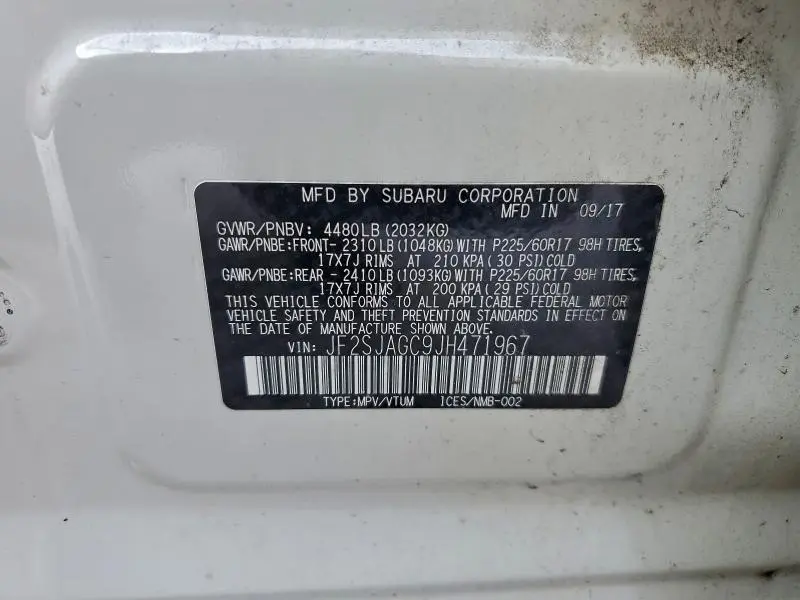 MFD BY SUBARU CORPORATION
MFD IN 09/17
GVWR/PNBV: 4480LB(2032KG)
GAWR/PNBE:FRONT- 2310LB(1048KG)WITH P225/60R17 98H TIRES,
17X7J RIMS AT 210 KPA(30 PSI)COLD
GAWR/PNBE:REAR - 2410LB(1093KG)WITH P225/60R17 98H TIRES,
17X7J RIMS AT 200 KPA(29 PSI)COLD
THIS VEHICLE CONFORMS TO ALL APPLICABLE FEDERAL MOTOR
VEHICLE SAFETY AND THEFT PREVENTION STANDARDS IN EFFECT ON
THE DATE OF MANUFACTURE SHOWN ABOVE.
VIN: JF2SJAGC9JH471967
TYPE:MPV/VTUM ICES/NMB-002